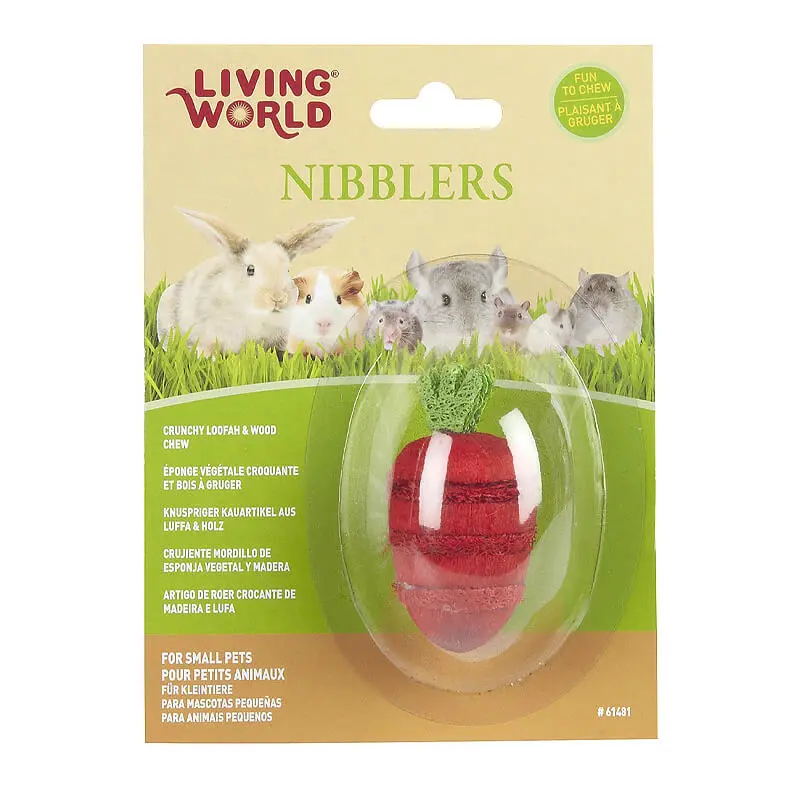 LIVING®
WORLD
FUN
TO CHEW
PLAISANT À
GRUGER
NIBBLERS
CRUNCHY LOOFAH & WOOD
CHEW
ÉPONGE VÉGÉTALE CROQUANTE
ET BOIS À GRUGER
KNUSPRIGER KAUARTIKEL AUS
LUFFA & HOLZ
CRUJIENTE MORDILLO DE
ESPONJA VEGETAL Y MADERA
ARTIGO DE ROER CROCANTE DE
MADEIRA E LUFA
FOR SMALL PETS
POUR PETITS ANIMAUX
FÜR KLEINTIERE
PARA MASCOTAS PEQUEÑAS
PARA ANIMAIS PEQUENOS
# 61481